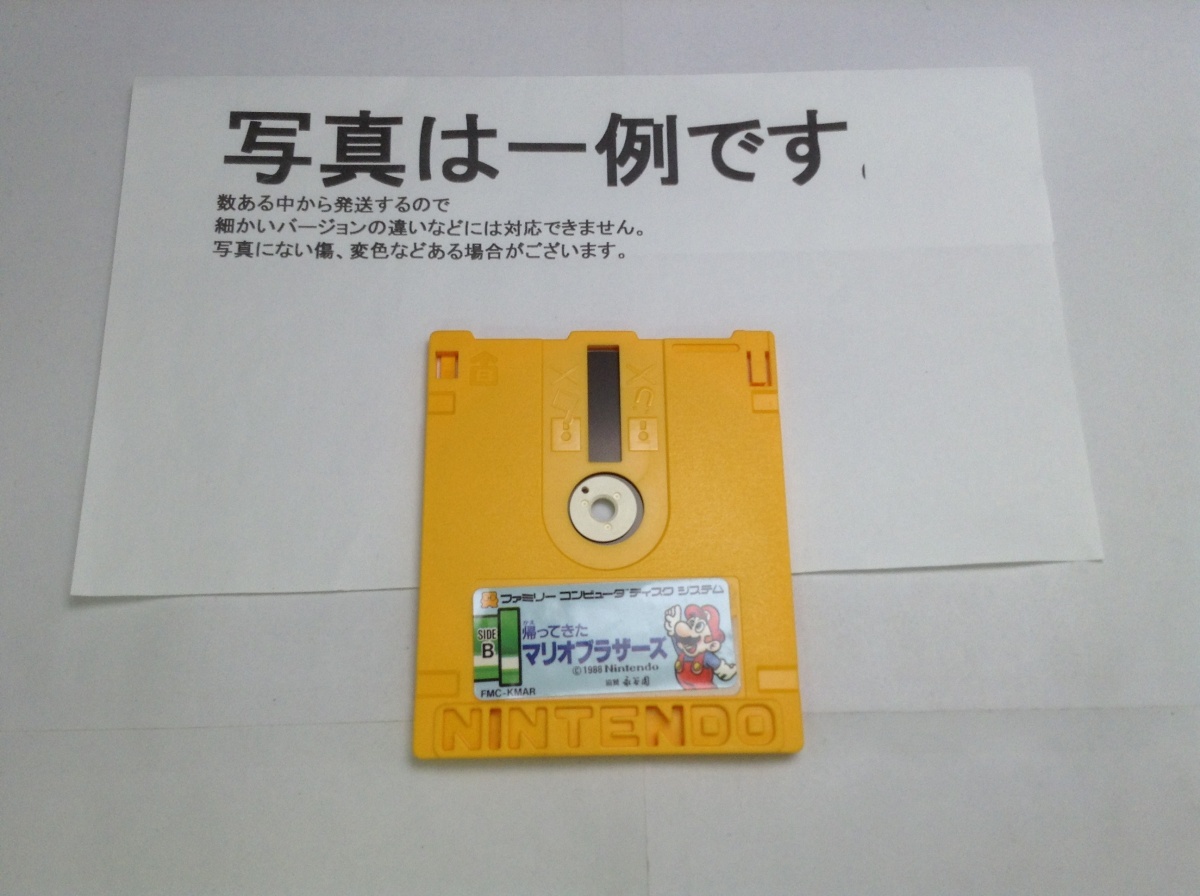 写真は一例です。
数ある中から発送するので
細かいバージョンの違いなどには対応できません。
写真にない傷、変色などある場合がございます。
ファミリー コンピュータ ディスク システム
SIDE
B
かえ
帰ってきた
マリオブラザーズ
©1988 Nintendo
FMC-KMAR
NINTENDO